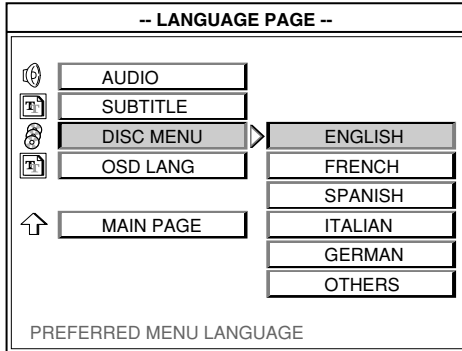 -- LANGUAGE PAGE --
AUDIO
SUBTITLE
DISC MENU
OSD LANG
MAIN PAGE
ENGLISH
FRENCH
SPANISH
ITALIAN
GERMAN
OTHERS
PREFERRED MENU LANGUAGE